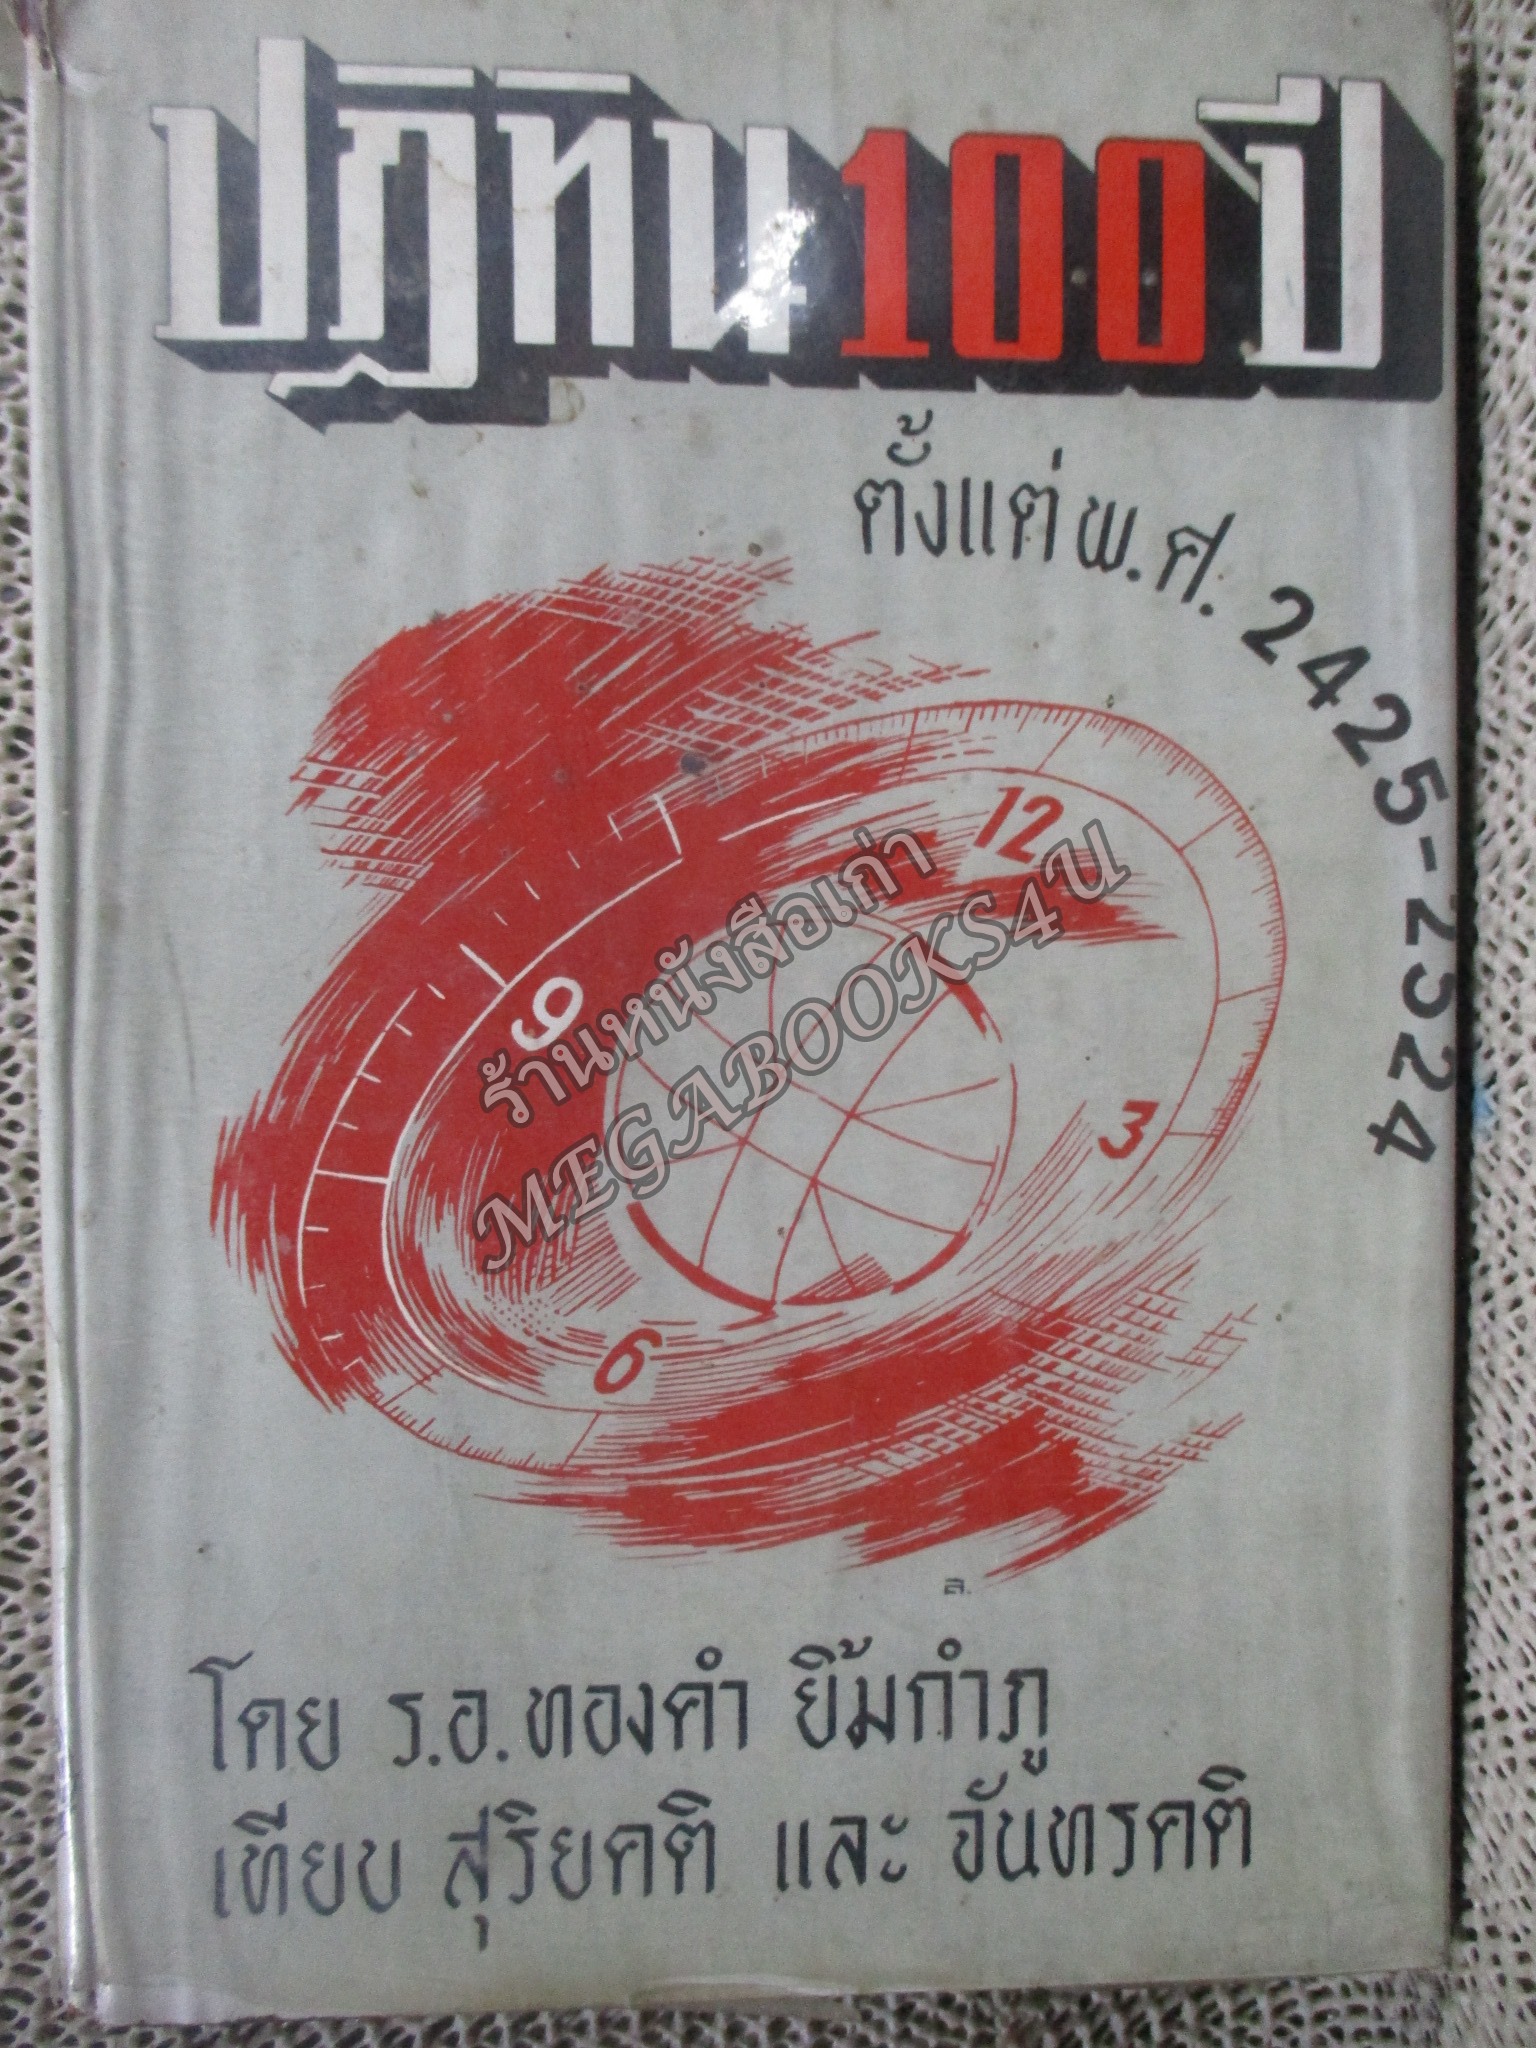 ปฏิทิน 100 ปี
ตั้งแต่ พ.ศ. 2425-2524
12
9
3
6
ร้านหนังสือเก่า
MEGABOOKS4U
ส.
โดย ร.อ. ทองคำ ยิ้มกำภู
เทียบ สุริยคติ และ จันทรคติ